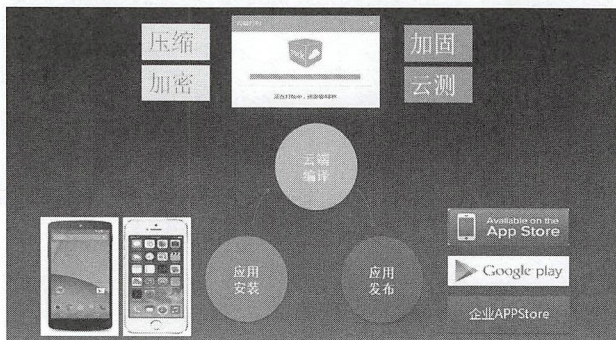 压缩
加密
加固
云测
云端
编译
应用
安装
应用
发布
Available on the
App Store
Google play
企业APPStore